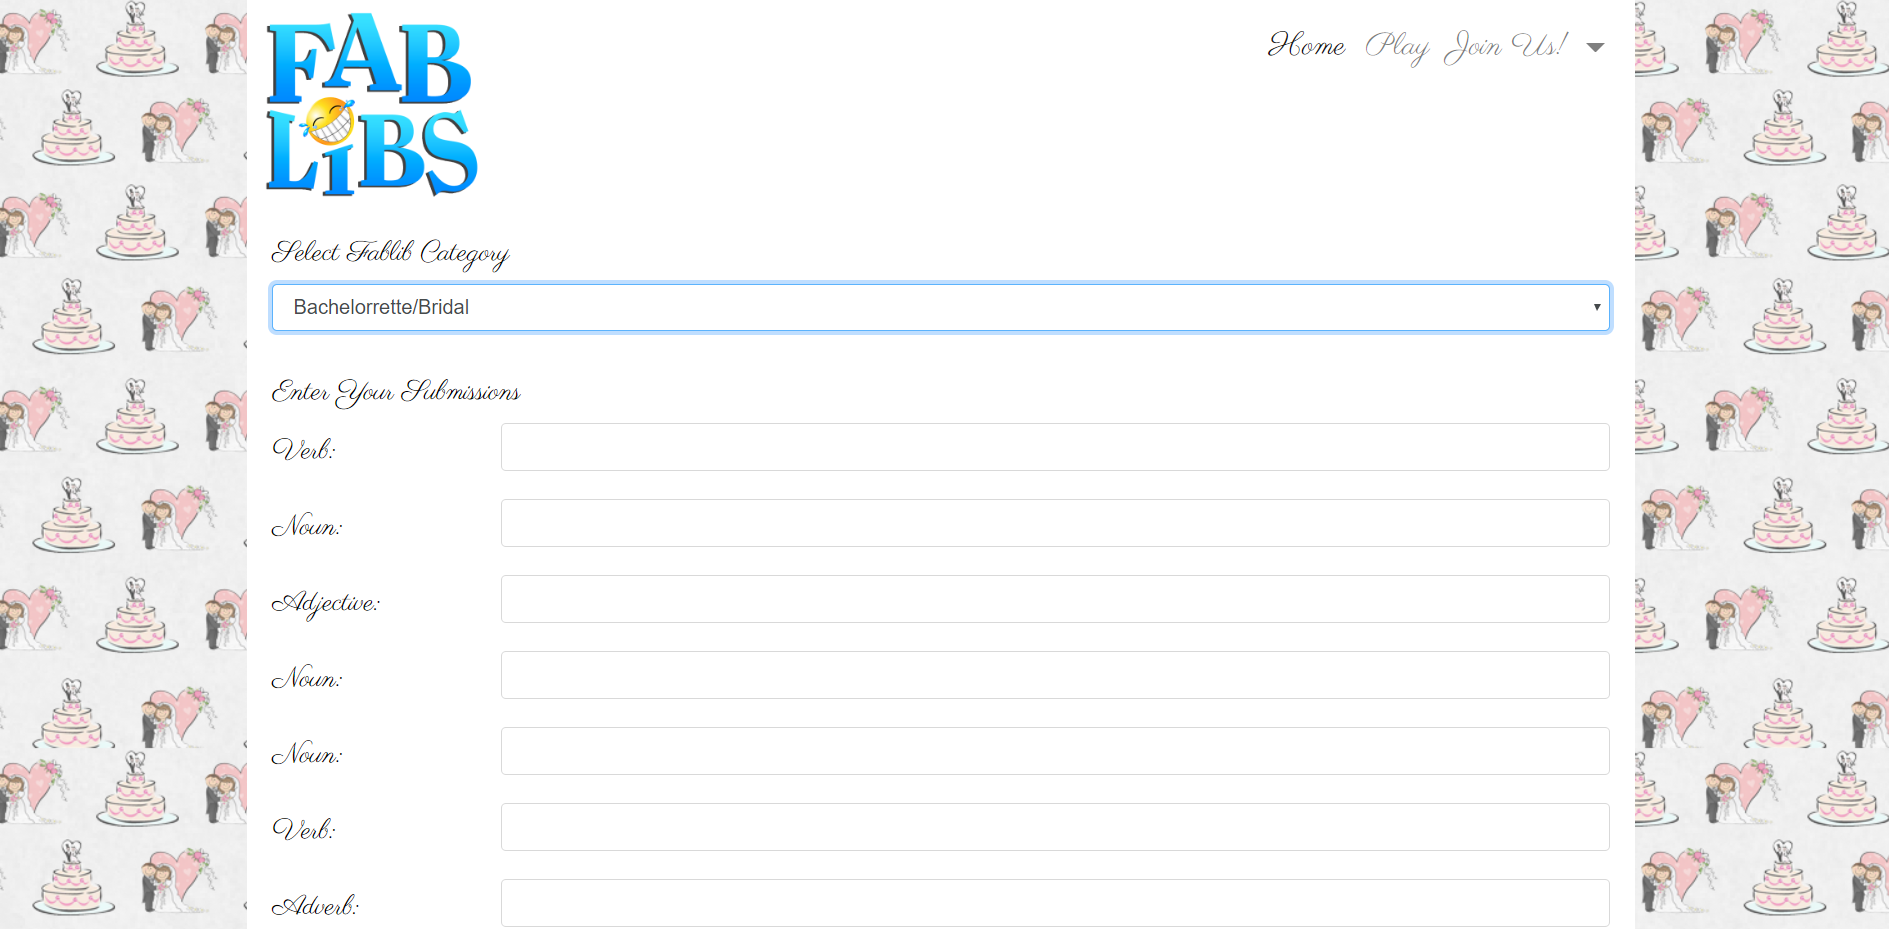 FAB
LiBS
Home Play Join Us!
Select Fablib Category
Bachelorrette/Bridal
Enter Your Submissions
Verb:
Noun:
Adjective:
Noun:
Noun:
Verb:
Adverb: